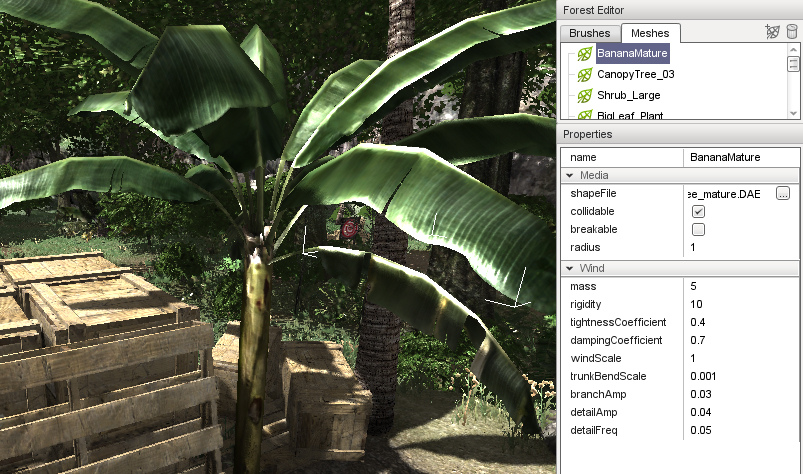 Forest Editor
Brushes Meshes
BananaMature
CanopyTree_03
Shrub_Large
BigLeaf_Plant
Properties
name BananaMature
Media
shapeFile ee_mature.DAE ...
collidable
breakable
radius 1
Wind
mass 5
rigidity 10
tightnessCoefficient 0.4
dampingCoefficient 0.7
windScale 1
trunkBendScale 0.001
branchAmp 0.03
detailAmp 0.04
detailFreq 0.05